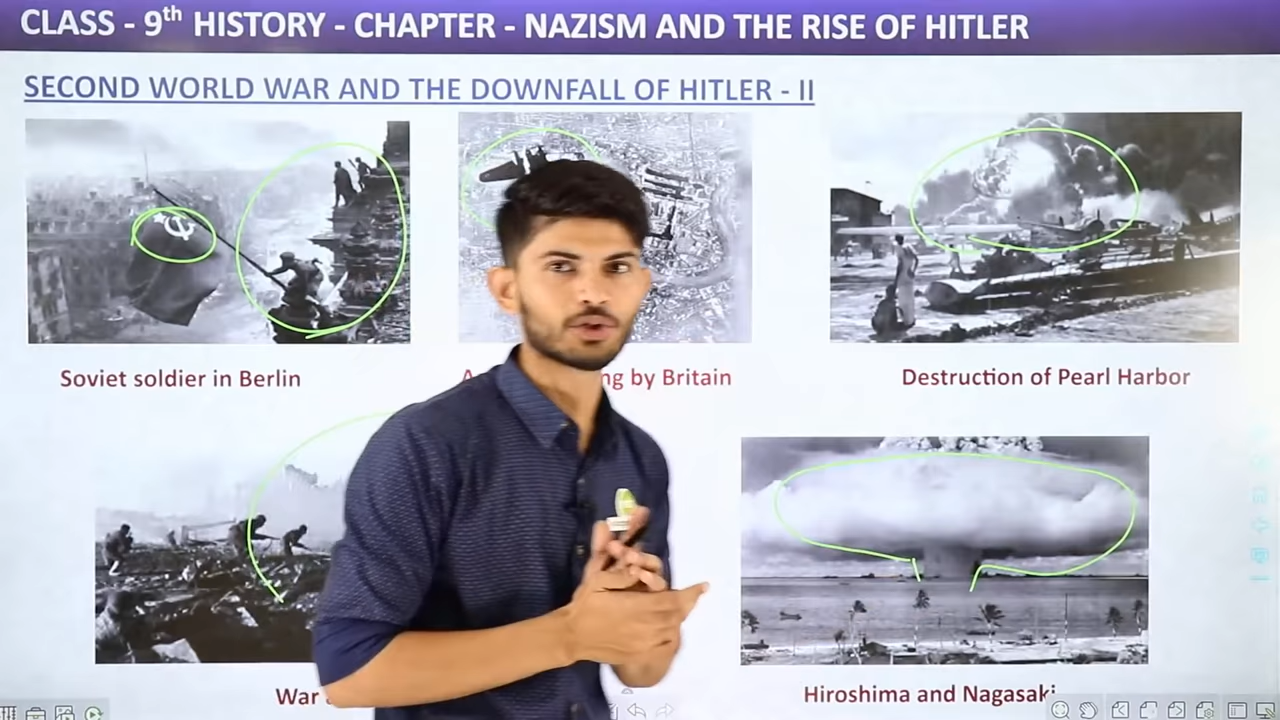 CLASS - 9th HISTORY - CHAPTER - NAZISM AND THE RISE OF HITLER
SECOND WORLD WAR AND THE DOWNFALL OF HITLER - II
Soviet soldier in Berlin
A ng by Britain
Destruction of Pearl Harbor
War
Hiroshima and Nagasaki